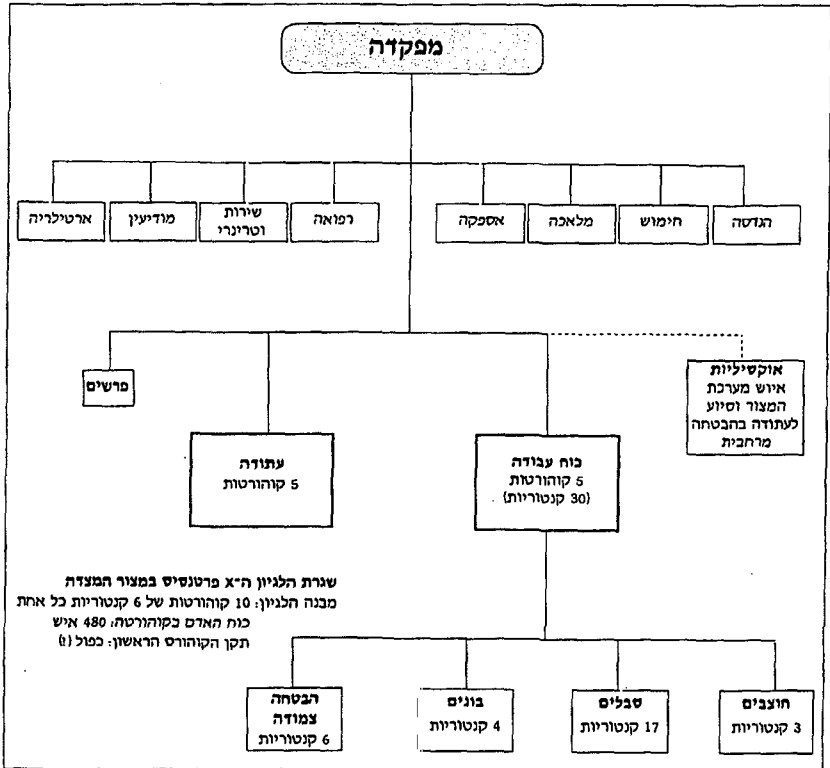 מפקדה
הנדסה
חימוש
מלאכה
אספקה
רפואה
שירות
וטרינרי
מודיעין
ארטילריה
אוקסיליות
איוש מערכת
המצור וסיוע
לעתודה בהבטחה
מרחבית
כוח עבודה
5 קוהורטות
(30 קנטוריות)
עתודה
5 קוהורטות
פרשים
שגרת הלגיון ה־X פרטנסיס במצור המצדה
מבנה הלגיון: 10 קוהורטות של 6 קנטוריות כל אחת
כוח האדם בקוהורטה: 480 איש
תקן הקוהורס הראשון: כפול (?)
חוצבים
3 קנטוריות
סבלים
17 קנטוריות
בונים
4 קנטוריות
הבטחה
צמודה
6 קנטוריות